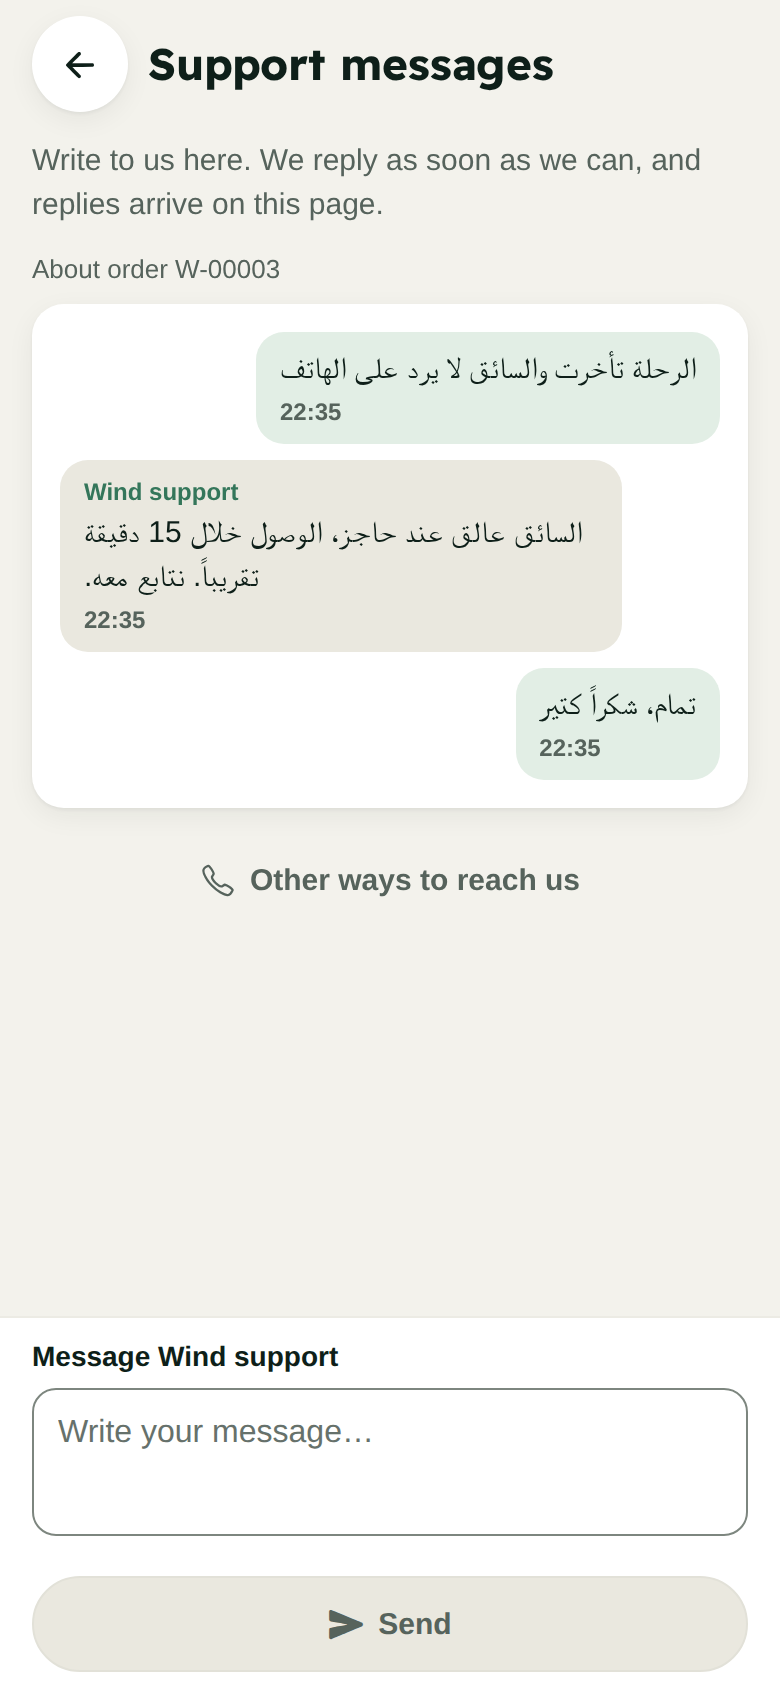 Support messages
Write to us here. We reply as soon as we can, and
replies arrive on this page.
About order W-00003
الرحلة تأخرت والسائق لا يرد على الهاتف
22:35
Wind support
السائق عالق عند حاجز، الوصول خلال 15 دقيقة
تقريباً. نتابع معه.
22:35
تمام، شكراً كتير
22:35
Other ways to reach us
Message Wind support
Write your message…
Send